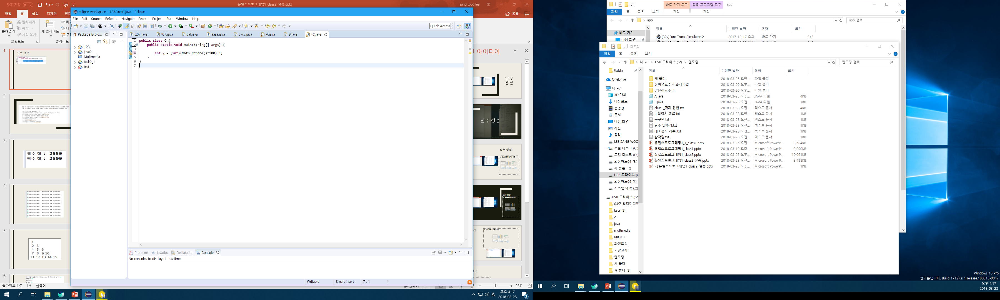 자동 저장
유헬스프로그래밍1_class2_실습.pptx
sang woo lee
파일 홈 삽입 디자인
공유
붙여넣기
잘라내기
복사
서식 복사
클립보드
새 슬라이드
슬라이드
eclipse-workspace - 123/src/C.java - Eclipse
File Edit Source Refactor Navigate Search Project Run Window Help
Quick Access
Package Explo...
123
java2
Multmedia
task2_1
test
tt07.java t07.java cal.java aaaa.java cvcv.java A.java B.java *C.java
1 public class C {
2 public static void main(String[] args) {
3
4 int x = (int)(Math.random()*100)+1;
5 }
6 }
7
Problems Javadoc Declaration Console
No consoles to display at this time.
Writable Smart Insert 7 : 1
1
난수 생성
2
3
홀수 합 : 2550
짝수 합 : 2500
4
5
1
2 3
4 5 6
7 8 9 10
11 12 13 14 15
6
슬라이드 1/7 한국어
98%
아이디어
난수
생성
난수 생성
난수 생성
난수 생성
오후 4:17
2018-03-28
2
바로 가기 도구 응용 프로그램 도구 app
파일 홈 공유 보기 관리 관리
app
app 검색
바로 가기
바탕 화면
이름 수정한 날짜 유형 크기
(32x)Euro Truck Simulator 2 2017-12-17 오후... 바로 가기 2KB
멘토링
파일 홈 공유 보기
내 PC USB 드라이브 (G:) 멘토링
멘토링 검색
이름 수정한 날짜 유형 크기
tkddn
OneDrive
내 PC
3D 개체
다운로드
동영상
문서
바탕 화면
사진
음악
LEE SANG WOO
로컬 디스크 (C:)
로컬 디스크 (D:)
외장하드01 (E:)
새 볼륨 (F:)
USB 드라이브 (G
외장하드02 (J:)
시스템 예약 (Z:)
USB 드라이브 (G:
04주 멀티미디어
bscr (2)
c
java
multmedia
PROJET
과멘토링
기말고사
멘토링
새 폴더
새 폴더 (2)
새 폴더 2018-03-26 오전... 파일 폴더
신미영교수님 과제파일 2018-03-20 오후... 파일 폴더
양은샘교수님 2018-03-20 오후... 파일 폴더
A.java 2018-03-25 오후... JAVA 파일 4KB
B.java 2018-03-28 오전... JAVA 파일 1KB
class2_과제 답안.txt 2018-03-28 오전... 텍스트 문서 4KB
q 입력시 종료.txt 2018-03-28 오전... 텍스트 문서 1KB
구구단.txt 2018-03-28 오전... 텍스트 문서 1KB
난수 맞추기.txt 2018-03-28 오전... 텍스트 문서 1KB
대소문자 개수..txt 2018-03-28 오전... 텍스트 문서 1KB
삼각형.txt 2018-03-28 오전... 텍스트 문서 1KB
유헬스프로그래밍1_1_class1.pptx 2018-03-26 오전... Microsoft PowerP... 3,684KB
유헬스프로그래밍1_class1.pptx 2018-03-19 오후... Microsoft PowerP... 3,090KB
유헬스프로그래밍1_class2.pptx 2018-03-26 오후... Microsoft PowerP... 10,061KB
유헬스프로그래밍1_class2_실습.pptx 2018-03-28 오전... Microsoft PowerP... 3,438KB
~$유헬스프로그래밍1_class2_실습.pptx 2018-03-28 오후... Microsoft PowerP... 1KB
Windows 10 Pro
평가본입니다. Build 17127.rs4_release.180318-0047
오후 4:17
2018-03-28